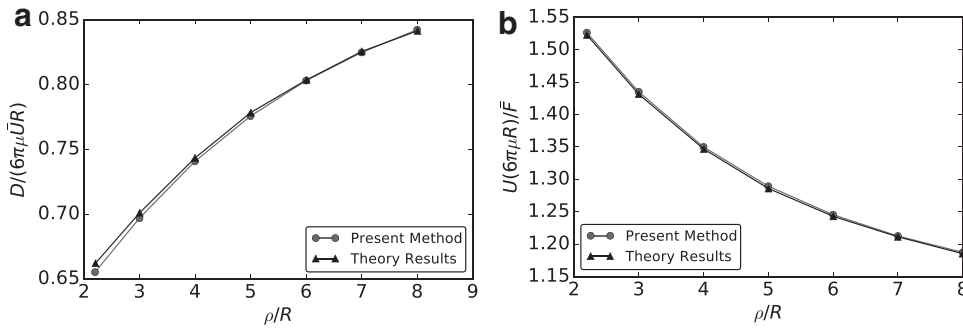 a
0.85
0.80
0.75
0.70
0.65
D/(6πμŪR)
2 3 4 5 6 7 8 9
ρ/R
Present Method
Theory Results
b
1.55
1.50
1.45
1.40
1.35
1.30
1.25
1.20
1.15
U(6πμR)/F̄
2 3 4 5 6 7 8
ρ/R
Present Method
Theory Results